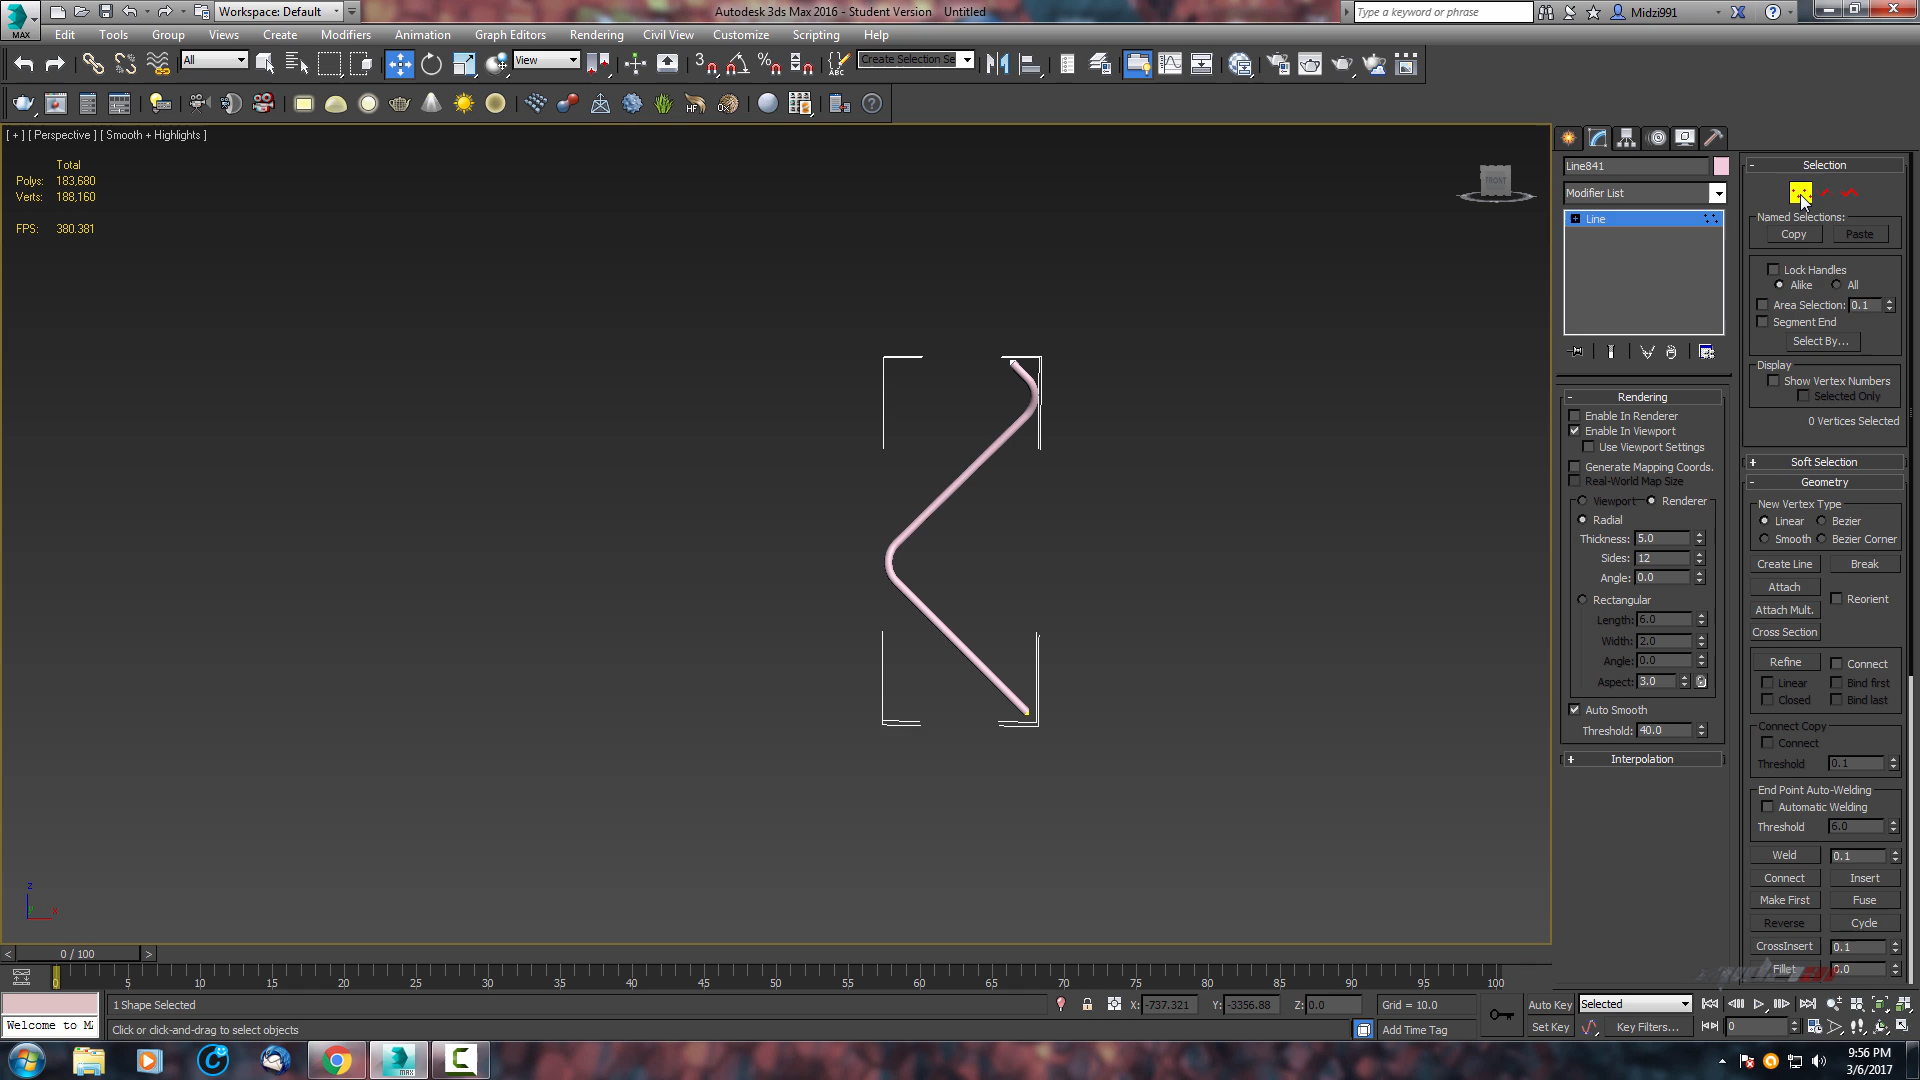 Workspace: Default
Autodesk 3ds Max 2016 - Student Version    Untitled
Type a keyword or phrase
Midzi991
MAX
Edit Tools Group Views Create Modifiers Animation Graph Editors Rendering Civil View Customize Scripting Help
All
View
3
ABC
Create Selection Se
HF
[ + ] [ Perspective ] [ Smooth + Highlights ]
Total
Polys: 183,680
Verts: 188,160
FPS: 380.381
FRONT
Line841
Modifier List
Line
Selection
Named Selections:
Copy Paste
Lock Handles
Alike All
Area Selection: 0.1
Segment End
Select By...
Display
Show Vertex Numbers
Selected Only
0 Vertices Selected
Soft Selection
Geometry
New Vertex Type
Linear Bezier
Smooth Bezier Corner
Create Line Break
Attach
Reorient
Attach Mult.
Cross Section
Refine Connect
Linear Bind first
Closed Bind last
Connect Copy
Connect
Threshold 0.1
End Point Auto-Welding
Automatic Welding
Threshold 6.0
Weld 0.1
Connect Insert
Make First Fuse
Reverse Cycle
CrossInsert 0.1
Fillet 0.0
Rendering
Enable In Renderer
Enable In Viewport
Use Viewport Settings
Generate Mapping Coords.
Real-World Map Size
Viewport Renderer
Radial
Thickness: 5.0
Sides: 12
Angle: 0.0
Rectangular
Length: 6.0
Width: 2.0
Angle: 0.0
Aspect: 3.0
Auto Smooth
Threshold: 40.0
Interpolation
z
y
x
< 0 / 100 >
0 5 10 15 20 25 30 35 40 45 50 55 60 65 70 75 80 85 90 95 100
1 Shape Selected
X: -737.321 Y: -3356.88 Z: 0.0 Grid = 10.0
Auto Key Selected
Welcome to M
Click or click-and-drag to select objects
Add Time Tag
Set Key Key Filters... 0
MAX
9:56 PM
3/6/2017